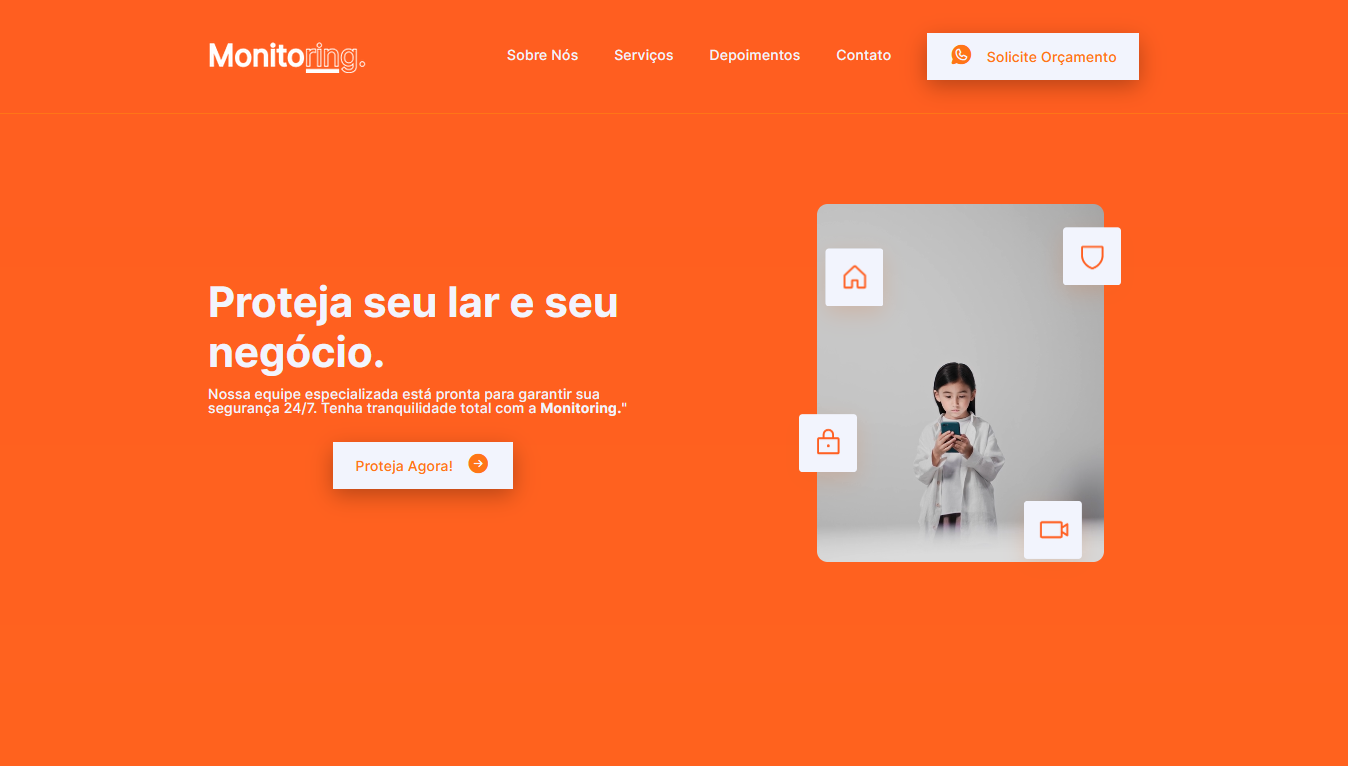 Monitoring.
Sobre Nós
Serviços
Depoimentos
Contato
Solicite Orçamento
Proteja seu lar e seu
negócio.
Nossa equipe especializada está pronta para garantir sua
segurança 24/7. Tenha tranquilidade total com a Monitoring."
Proteja Agora!